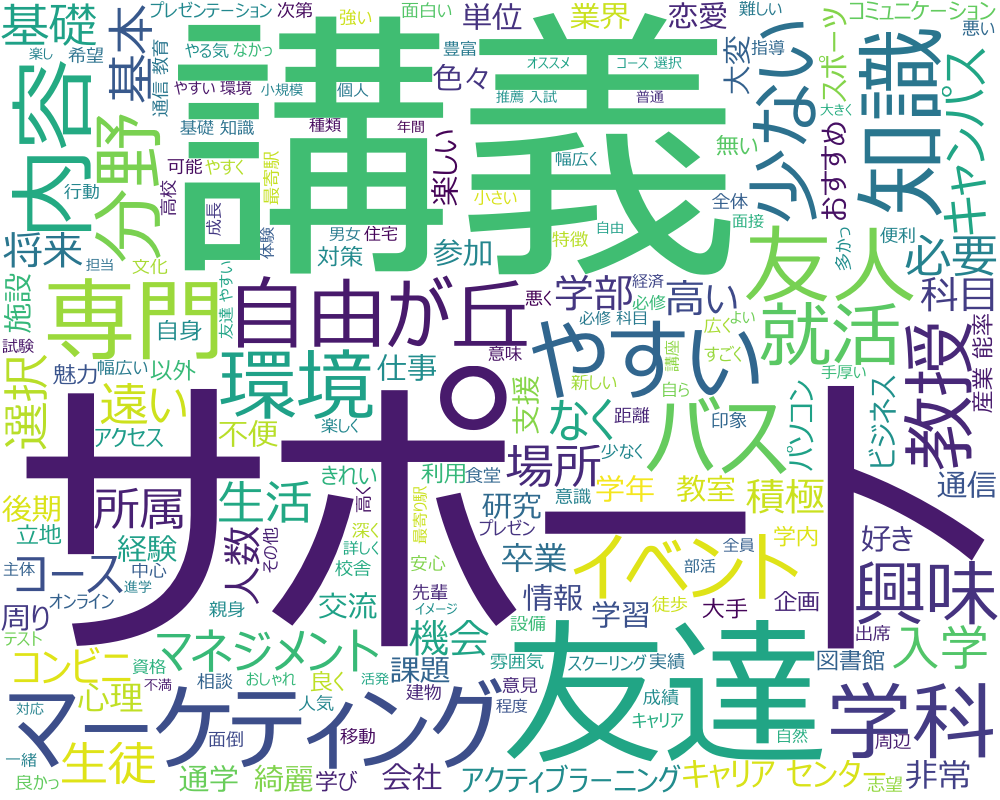 基礎
プレゼンテーション
次第
強い
面白い
単位
業界
恋愛
難しい
コミュニケーション
悪い
楽し
希望
基本
通信 教育
やる気
なかっ
豊富
色々
オススメ
コース 選択
大変
指導
スポーツ
やすい 環境
小規模
個人
推薦 入試
普通
大きく
キャンパス
内容
分野
講義
少ない
知識
おすすめ
基礎 知識
種類
年間
可能
やすく
最寄駅
楽しい
幅広く
無い
行動
高校
成長
小さい
全体
面接
将来
担当
文化
体験
男女
住宅
対策
参加
特徴
自由
友人
多かっ
便利
必要
施設
専門
自身
友達 やすい
自由が丘
悪く
学部
経済
必修
高い
科目
試験
必修 科目
広く
よい
就活
教授
産業 能率
選択
魅力
幅広い
以外
環境
仕事
意味
やすい
すごく
講座
手厚い
遠い
新しい
自ら
アクセス
不便
楽しく
支援
なく
距離
バス
印象
パソコン
ビジネス
きれい
場所
少なく
後期
所属
生活
高く
利用
食堂
最寄り駅
研究
意識
学年
教室
積極
通信
立地
経験
人数
その他
サポート
深く
詳しく
プレゼン
イベント
学内
好き
主体
コース
中心
進学
校舎
安心
卒業
全員
部活
興味
オンライン
周り
親身
交流
先輩
イメージ
情報
学習
徒歩
大手
企画
テスト
マネジメント
機会
設備
出席
入学
コンビニ
資格
不満
相談
おしゃれ
良く
活発
課題
雰囲気
スクーリング
実績
図書館
心理
人気
建物
意見
程度
友達
成績
キャリア
学科
対応
マーケティング
面倒
移動
自然
周辺
一緒
生徒
良かっ
通学
綺麗
学び
会社
アクティブラーニング
キャリア センター
志望
非常